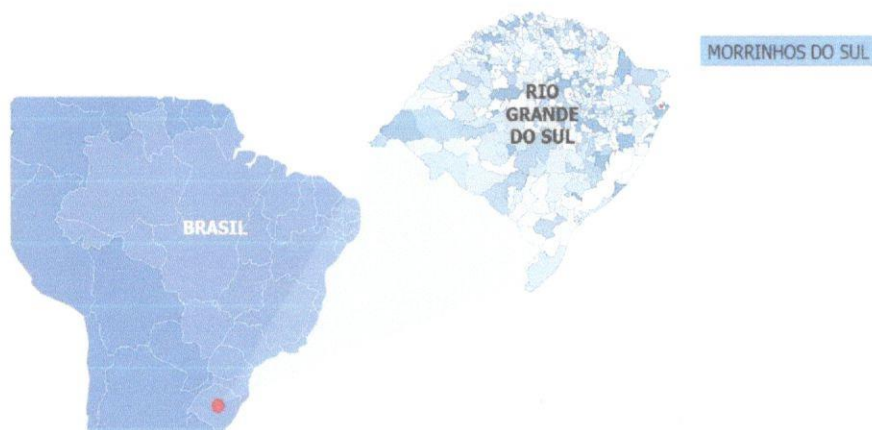 MORRINHOS DO SUL
RIO
GRANDE
DO SUL
BRASIL